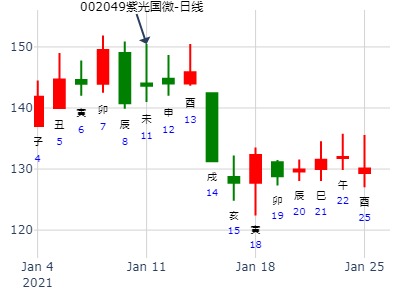 002049紫光国微-日线
150
140
130
120
子
4
丑
5
寅
6
卯
7
辰
8
未
11
申
12
酉
13
戌
14
亥
15
寅
18
卯
19
辰
20
巳
21
午
22
酉
25
Jan 4
2021
Jan 11
Jan 18
Jan 25